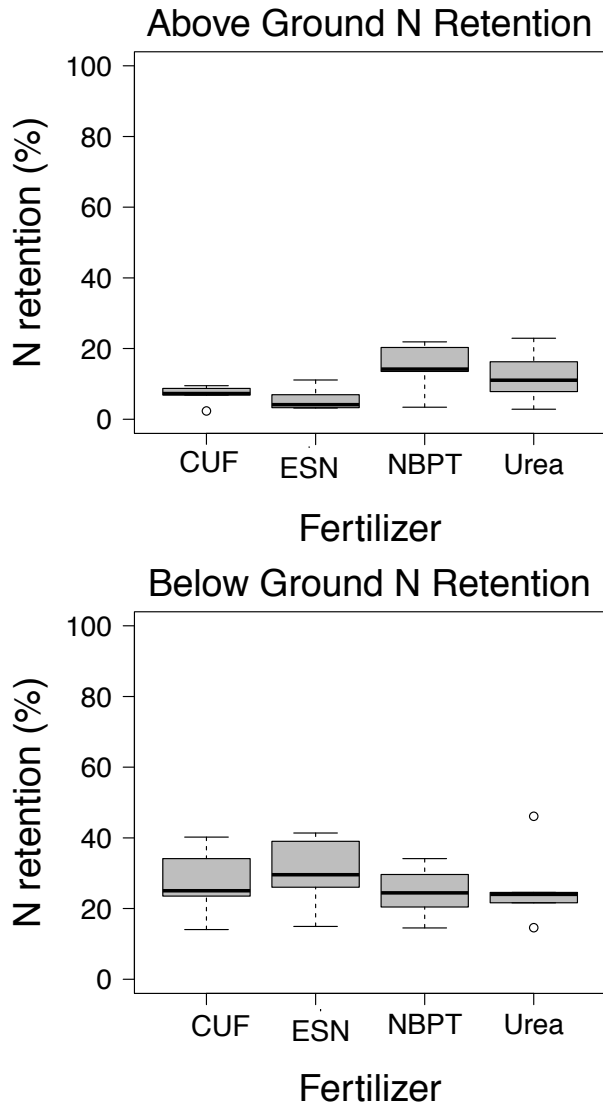 Above Ground N Retention
100
80
60
40
20
0
N retention (%)
CUF ESN NBPT Urea
Fertilizer
Below Ground N Retention
100
80
60
40
20
0
N retention (%)
CUF ESN NBPT Urea
Fertilizer